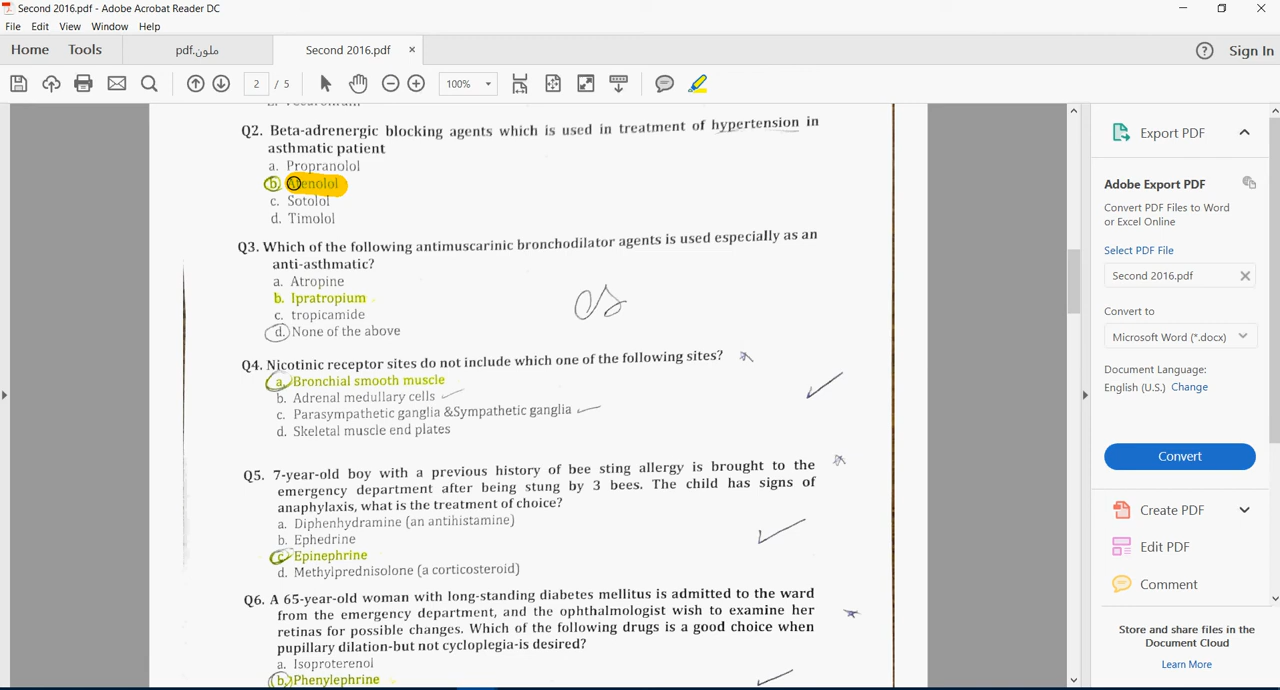 Second 2016.pdf - Adobe Acrobat Reader DC
File Edit View Window Help
Home Tools ملون.pdf Second 2016.pdf × ? Sign In
2 / 5 100%
Q2. Beta-adrenergic blocking agents which is used in treatment of hypertension in
asthmatic patient
a. Propranolol
b. Atenolol
c. Sotolol
d. Timolol
Q3. Which of the following antimuscarinic bronchodilator agents is used especially as an
anti-asthmatic?
a. Atropine
b. Ipratropium
c. tropicamide
d. None of the above
Q4. Nicotinic receptor sites do not include which one of the following sites?
a. Bronchial smooth muscle
b. Adrenal medullary cells
c. Parasympathetic ganglia &Sympathetic ganglia
d. Skeletal muscle end plates
Q5. 7-year-old boy with a previous history of bee sting allergy is brought to the
emergency department after being stung by 3 bees. The child has signs of
anaphylaxis, what is the treatment of choice?
a. Diphenhydramine (an antihistamine)
b. Ephedrine
c. Epinephrine
d. Methylprednisolone (a corticosteroid)
Q6. A 65-year-old woman with long-standing diabetes mellitus is admitted to the ward
from the emergency department, and the ophthalmologist wish to examine her
retinas for possible changes. Which of the following drugs is a good choice when
pupillary dilation-but not cycloplegia-is desired?
a. Isoproterenol
b. Phenylephrine
Export PDF
Adobe Export PDF
Convert PDF Files to Word
or Excel Online
Select PDF File
Second 2016.pdf
Convert to
Microsoft Word (*.docx)
Document Language:
English (U.S.) Change
Convert
Create PDF
Edit PDF
Comment
Store and share files in the
Document Cloud
Learn More